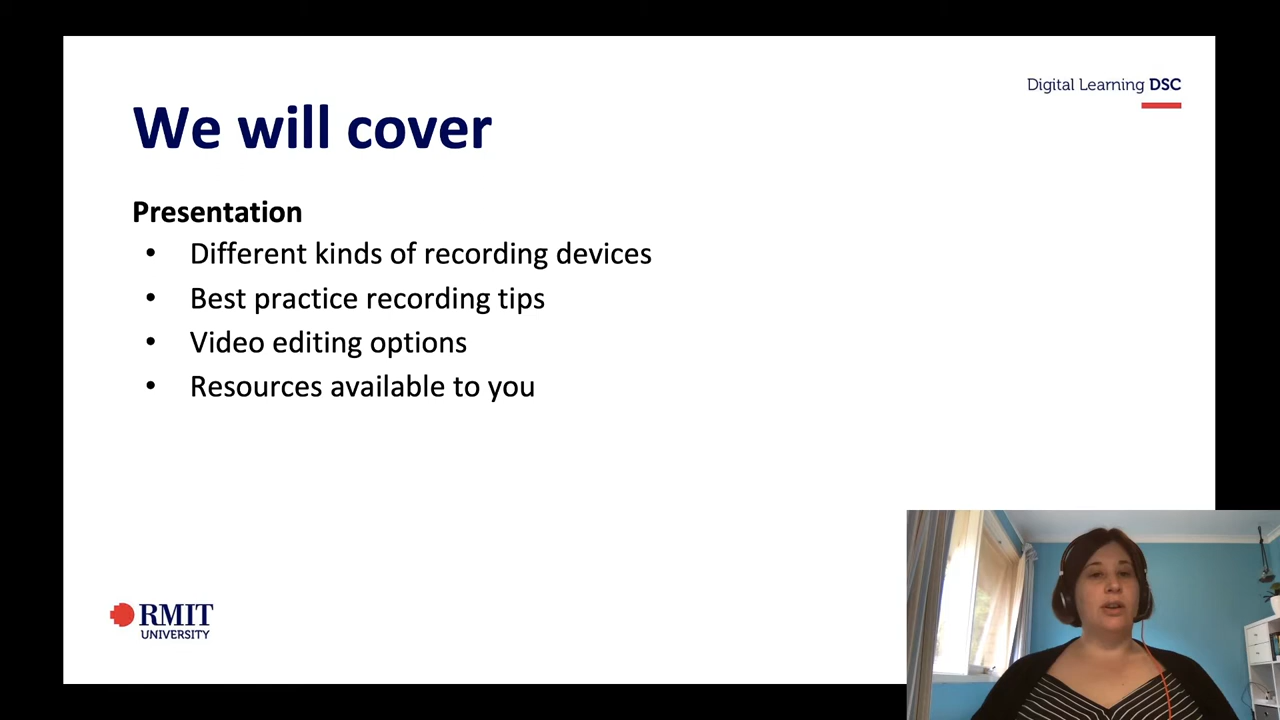 Digital Learning DSC
We will cover
Presentation
• Different kinds of recording devices
• Best practice recording tips
• Video editing options
• Resources available to you
RMIT
UNIVERSITY